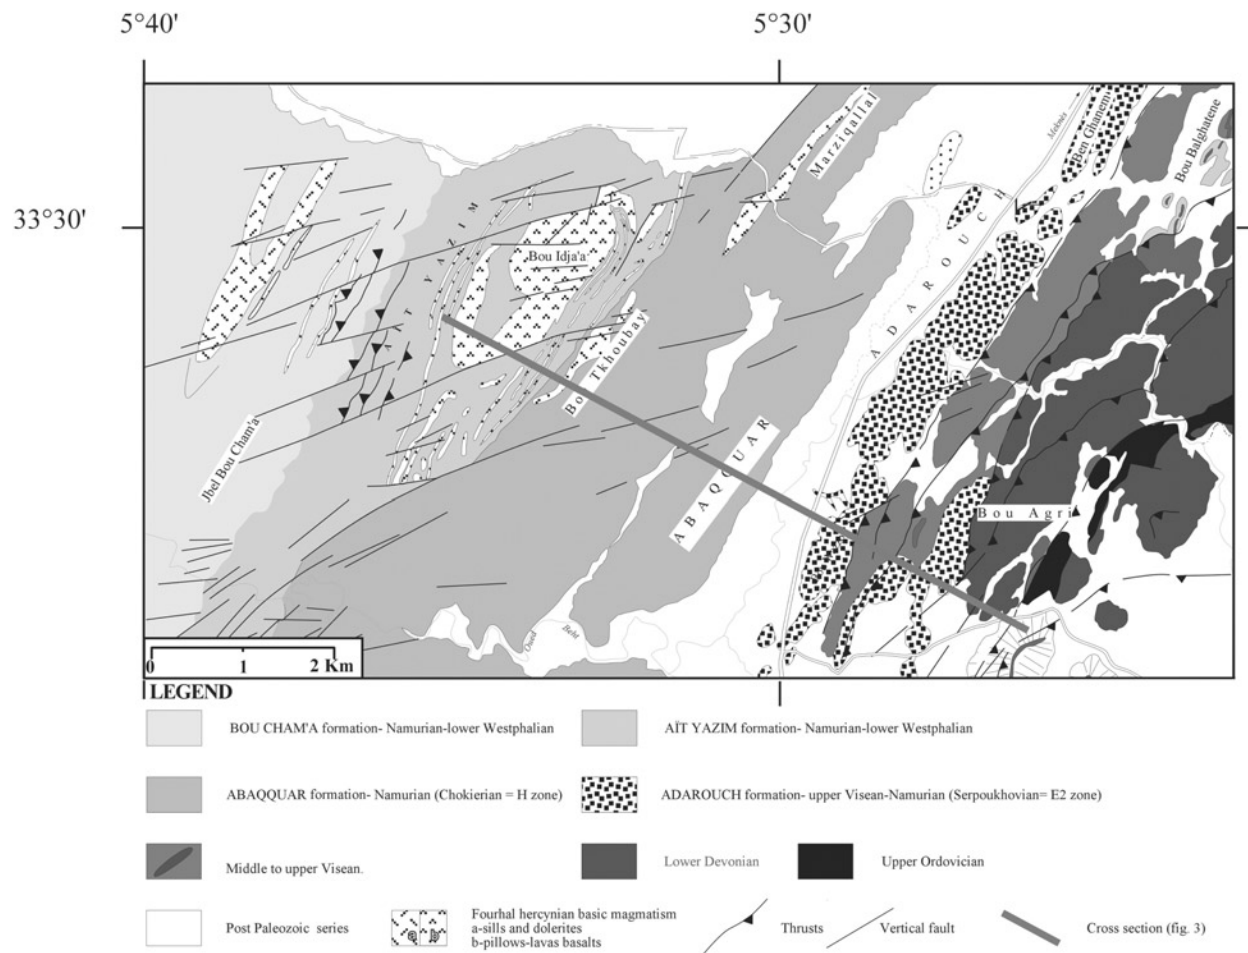 5°40'
5°30'
33°30'
Marziqallal
Meknès
Ben Ghanem
Bou Balghatene
AÏT YAZIM
Bou Idja'a
Bou Tkhoubay
ADAROUCH
Jbel Bou Cham'a
ABAQQUAR
Bou Agri
Oued Beht
0 1 2 Km
LEGEND
BOU CHAM'A formation- Namurian-lower Westphalian
AÏT YAZIM formation- Namurian-lower Westphalian
ABAQQUAR formation- Namurian (Chokierian = H zone)
ADAROUCH formation- upper Visean-Namurian (Serpoukhovian= E2 zone)
Middle to upper Visean.
Lower Devonian
Upper Ordovician
Post Paleozoic series
Fourhal hercynian basic magmatism
a-sills and dolerites
b-pillows-lavas basalts
Thrusts
Vertical fault
Cross section (fig. 3)